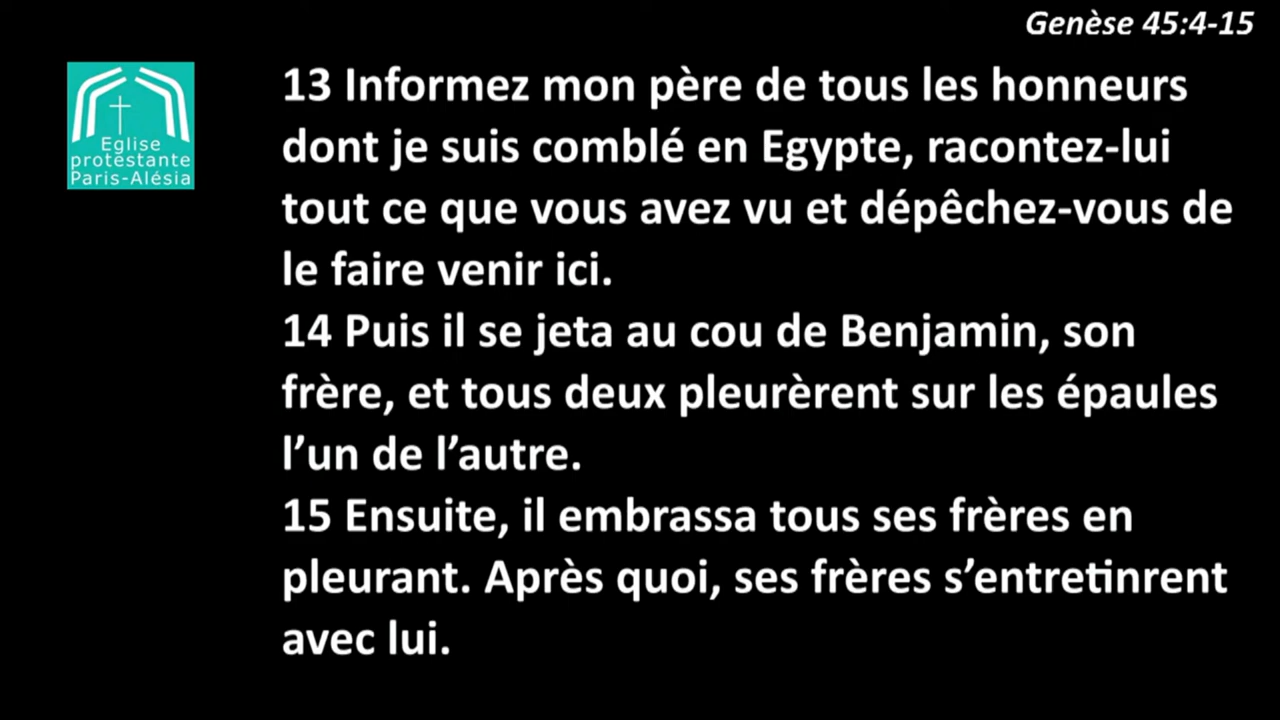 Genèse 45:4-15
Eglise
protestante
Paris-Alésia
13 Informez mon père de tous les honneurs
dont je suis comblé en Egypte, racontez-lui
tout ce que vous avez vu et dépêchez-vous de
le faire venir ici.
14 Puis il se jeta au cou de Benjamin, son
frère, et tous deux pleurèrent sur les épaules
l’un de l’autre.
15 Ensuite, il embrassa tous ses frères en
pleurant. Après quoi, ses frères s’entretinrent
avec lui.